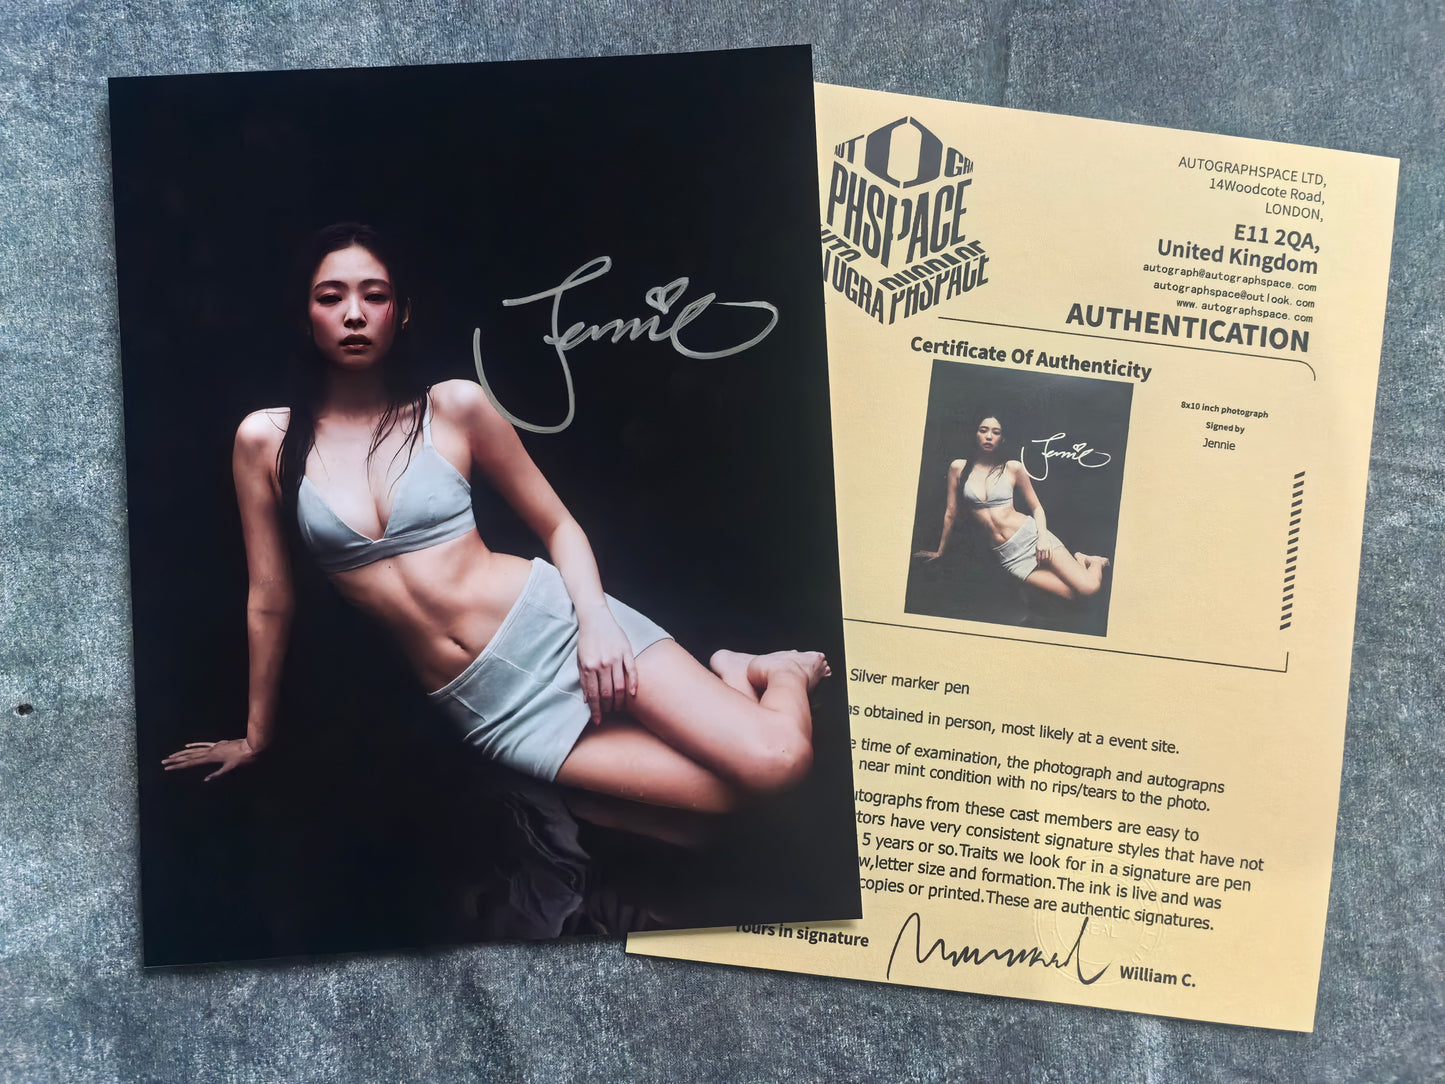 Jennie
AUTOGRAPHSPACE
AUTOGRAPHSPACE LTD,
14Woodcote Road,
LONDON,
E11 2QA,
United Kingdom
autograph@autographspace.com
autographspace@outlook.com
www.autographspace.com
AUTHENTICATION
Certificate Of Authenticity
Jennie
8x10 inch photograph
Signed by
Jennie
Silver marker pen
as obtained in person, most likely at a event site.
e time of examination, the photograph and autograpns
near mint condition with no rips/tears to the photo.
utographs from these cast members are easy to
tors have very consistent signature styles that have not
5 years or so.Traits we look for in a signature are pen
w,letter size and formation.The ink is live and was
copies or printed.These are authentic signatures.
Yours in signature
William C.